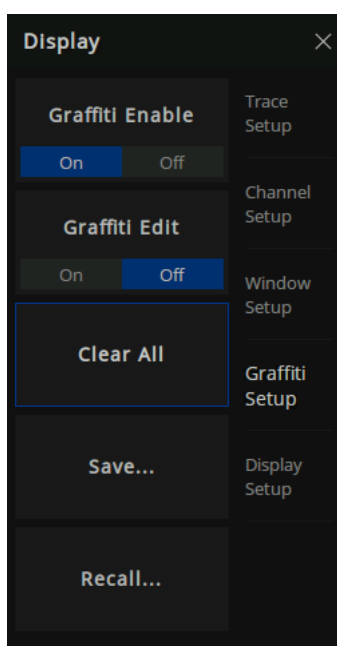 Display
Graffiti Enable
On Off
Graffiti Edit
On Off
Clear All
Save...
Recall...
Trace
Setup
Channel
Setup
Window
Setup
Graffiti
Setup
Display
Setup